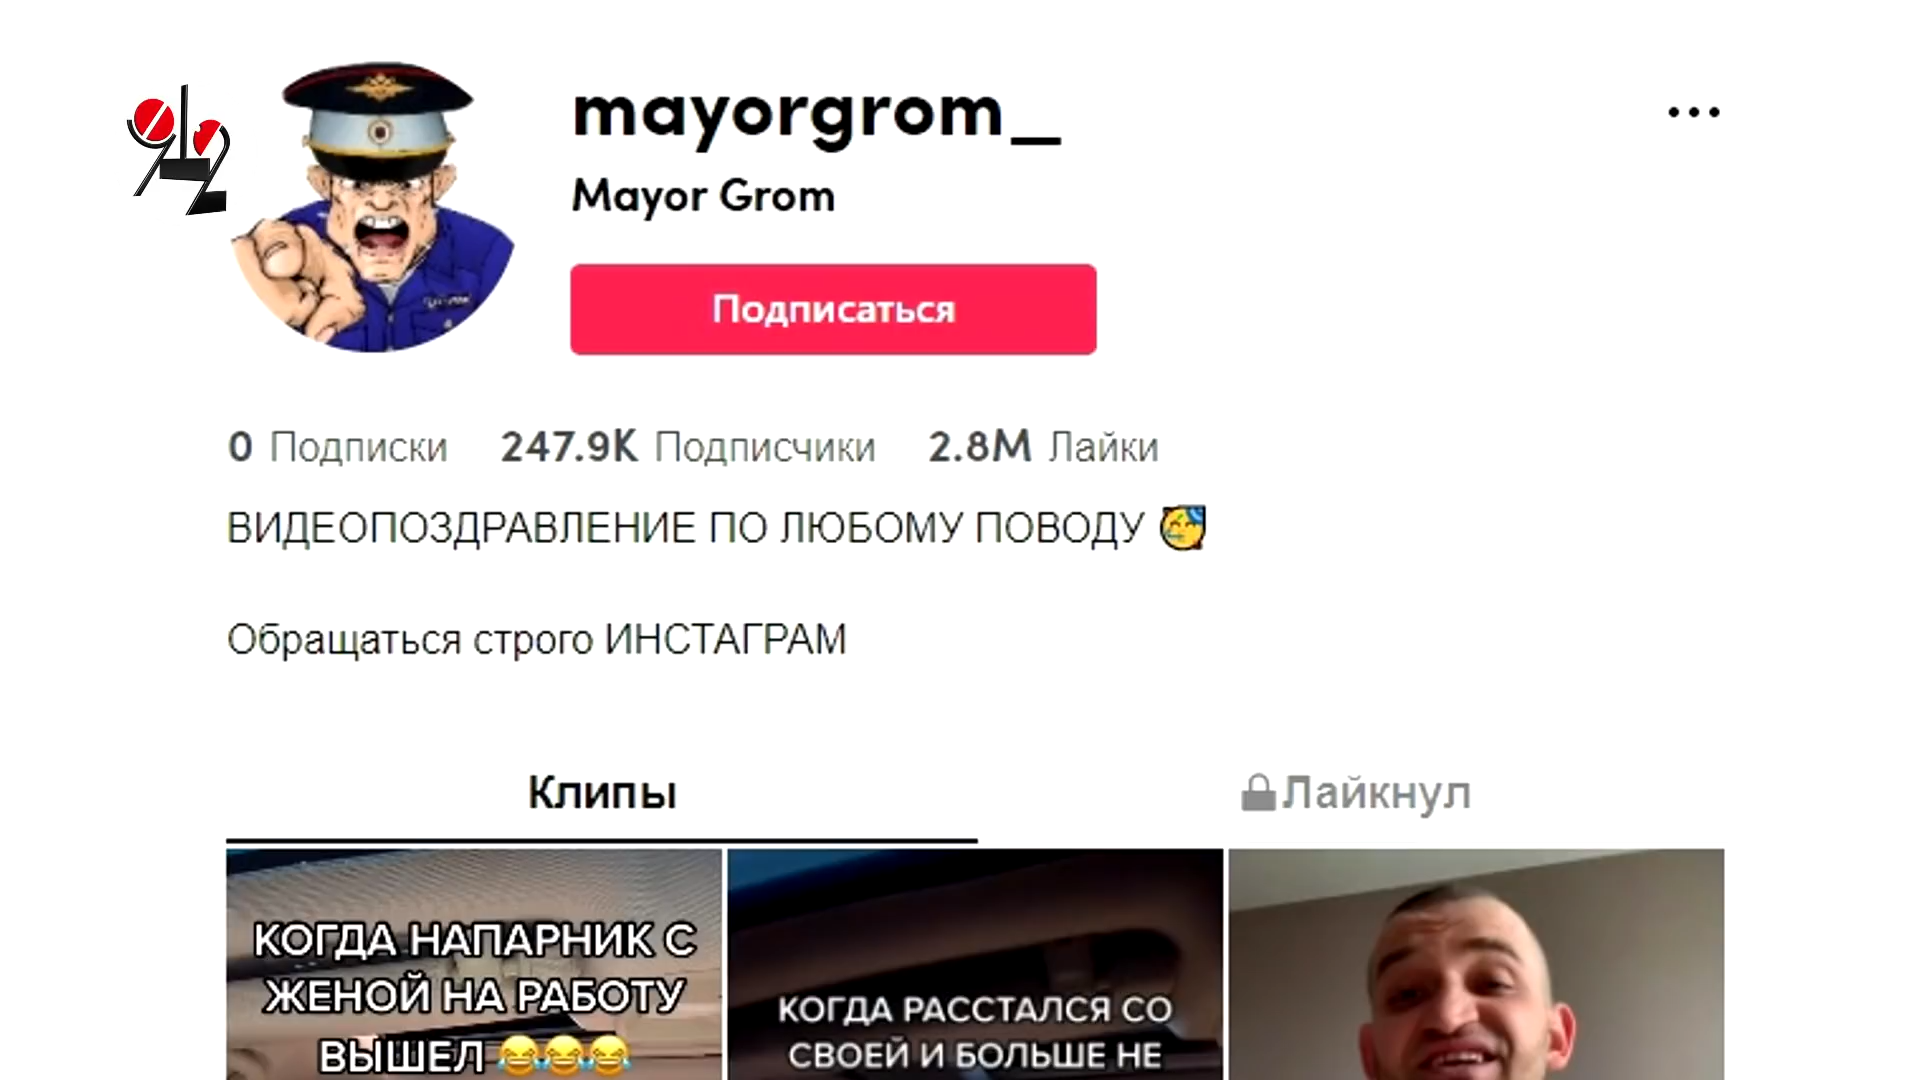 mayorgrom_
Mayor Grom
Подписаться
0 Подписки 247.9K Подписчики 2.8M Лайки
ВИДЕОПОЗДРАВЛЕНИЕ ПО ЛЮБОМУ ПОВОДУ 🥳
Обращаться строго ИНСТАГРАМ
Клипы
Лайкнул
КОГДА НАПАРНИК С
ЖЕНОЙ НА РАБОТУ
ВЫШЕЛ 😂😂😂
КОГДА РАССТАЛСЯ СО
СВОЕЙ И БОЛЬШЕ НЕ